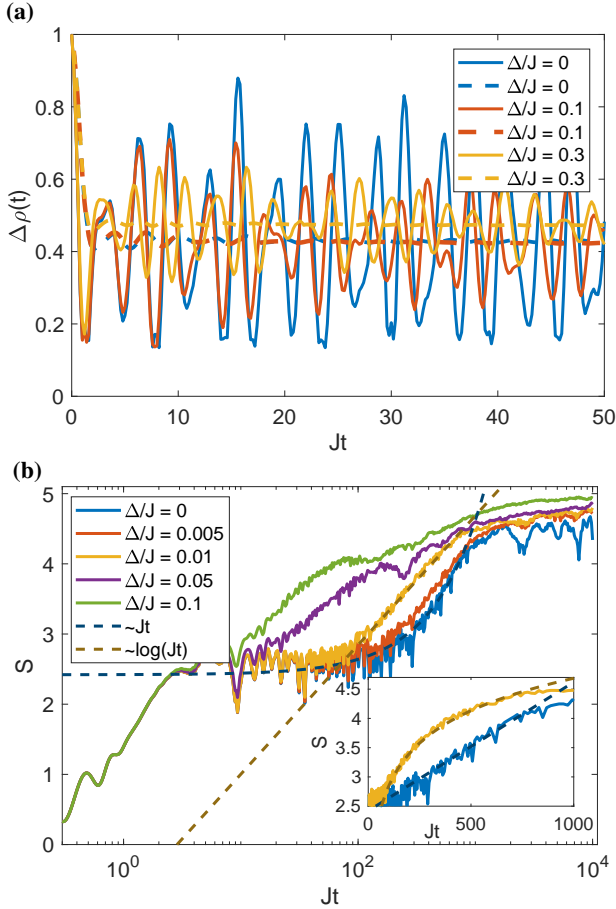 (a)
1
0.8
0.6
0.4
0.2
0
Δρ(t)
Δ/J = 0
Δ/J = 0
Δ/J = 0.1
Δ/J = 0.1
Δ/J = 0.3
Δ/J = 0.3
0 10 20 30 40 50
Jt
(b)
5
4
3
2
1
0
S
Δ/J = 0
Δ/J = 0.005
Δ/J = 0.01
Δ/J = 0.05
Δ/J = 0.1
~Jt
~log(Jt)
4.5
4
3.5
3
2.5
S
0 500 1000
Jt
10^0 10^2 10^4
Jt